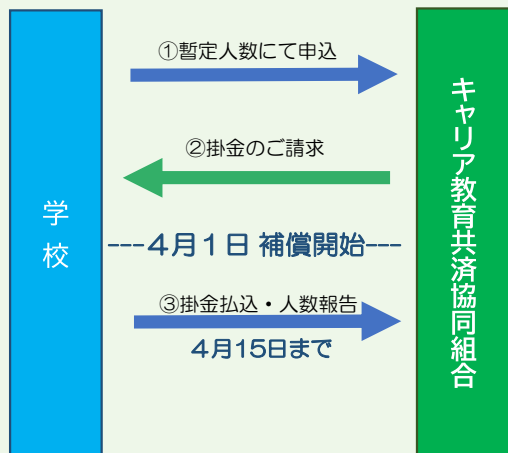 ①暫定人数にて申込
②掛金のご請求
---４月１日 補償開始---
③掛金払込・人数報告
４月15日まで
学校
キャリア教育共済協同組合